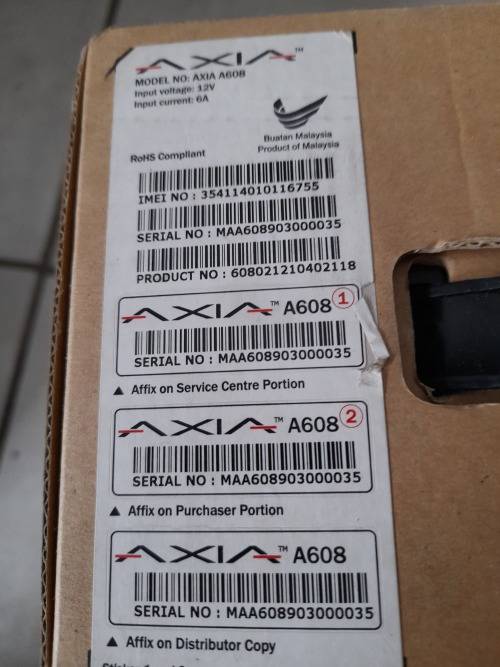 AXIA™
MODEL NO: AXIA A608
Input voltage: 12V
Input current: 6A
Buatan Malaysia
Product of Malaysia
RoHS Compliant
IMEI NO : 354114010116755
SERIAL NO : MAA608903000035
PRODUCT NO : 608021210402118
AXIA™ A608 1
SERIAL NO : MAA608903000035
▲ Affix on Service Centre Portion
AXIA™ A608 2
SERIAL NO : MAA608903000035
▲ Affix on Purchaser Portion
AXIA™ A608
SERIAL NO : MAA608903000035
▲ Affix on Distributor Copy